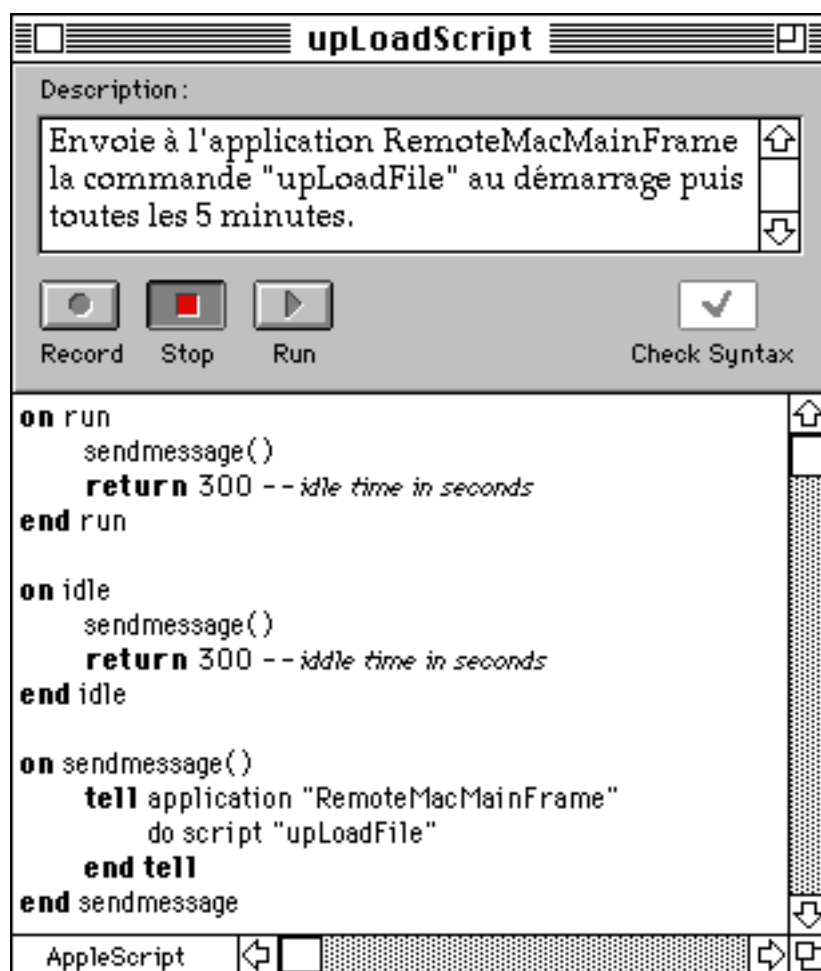 upLoadScript
Description:
Envoie à l'application RemoteMacMainFrame
la commande "upLoadFile" au démarrage puis
toutes les 5 minutes.
Record Stop Run Check Syntax
on run
sendmessage()
return 300 --idle time in seconds
end run
on idle
sendmessage()
return 300 --iddle time in seconds
end idle
on sendmessage()
tell application "RemoteMacMainFrame"
do script "upLoadFile"
end tell
end sendmessage
AppleScript